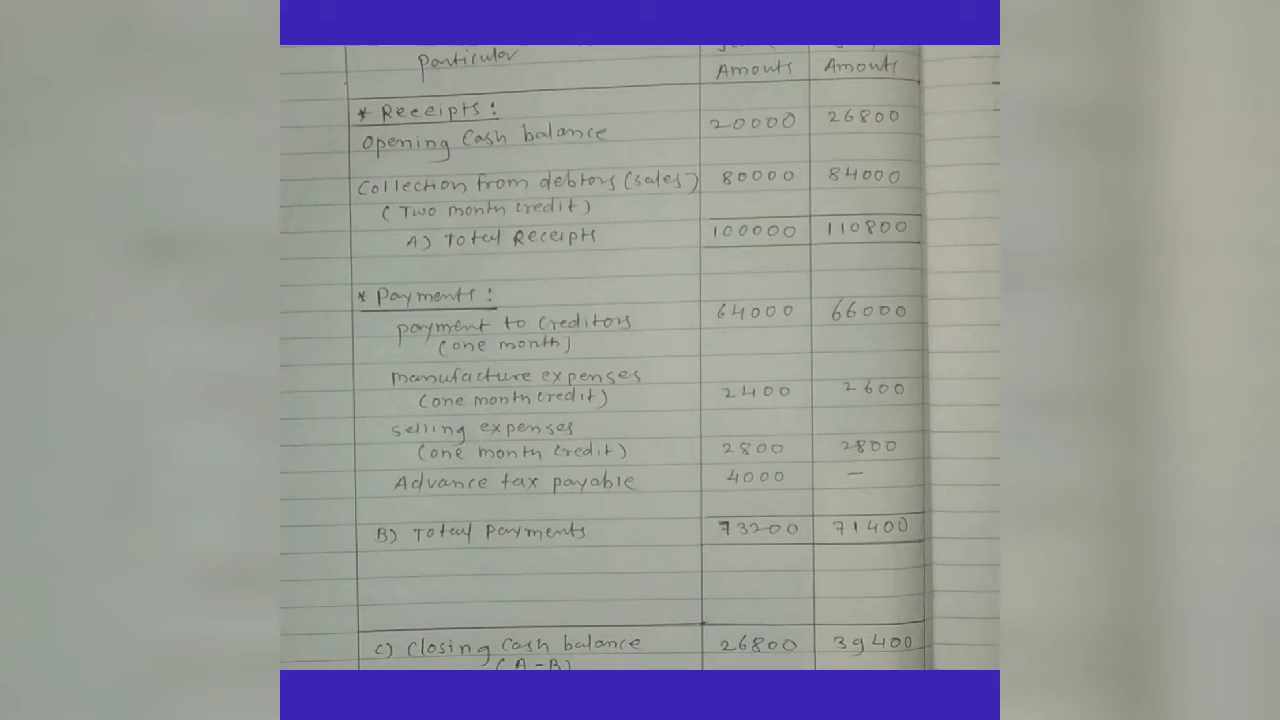 particular Amouts Amouts
* Receipts :
opening cash balance 20000 26800
Collection from debtors (sales) 80000 84000
(Two month credit)
A) Total Receipts 100000 110800
* Payments :
payment to creditors 64000 66000
(one month)
manufacture expenses
(one month credit) 2400 2600
selling expenses
(one month credit) 2800 2800
Advance tax payable 4000 —
B) Total payments 73200 71400
C) Closing cash balance 26800 39400
(A-B)